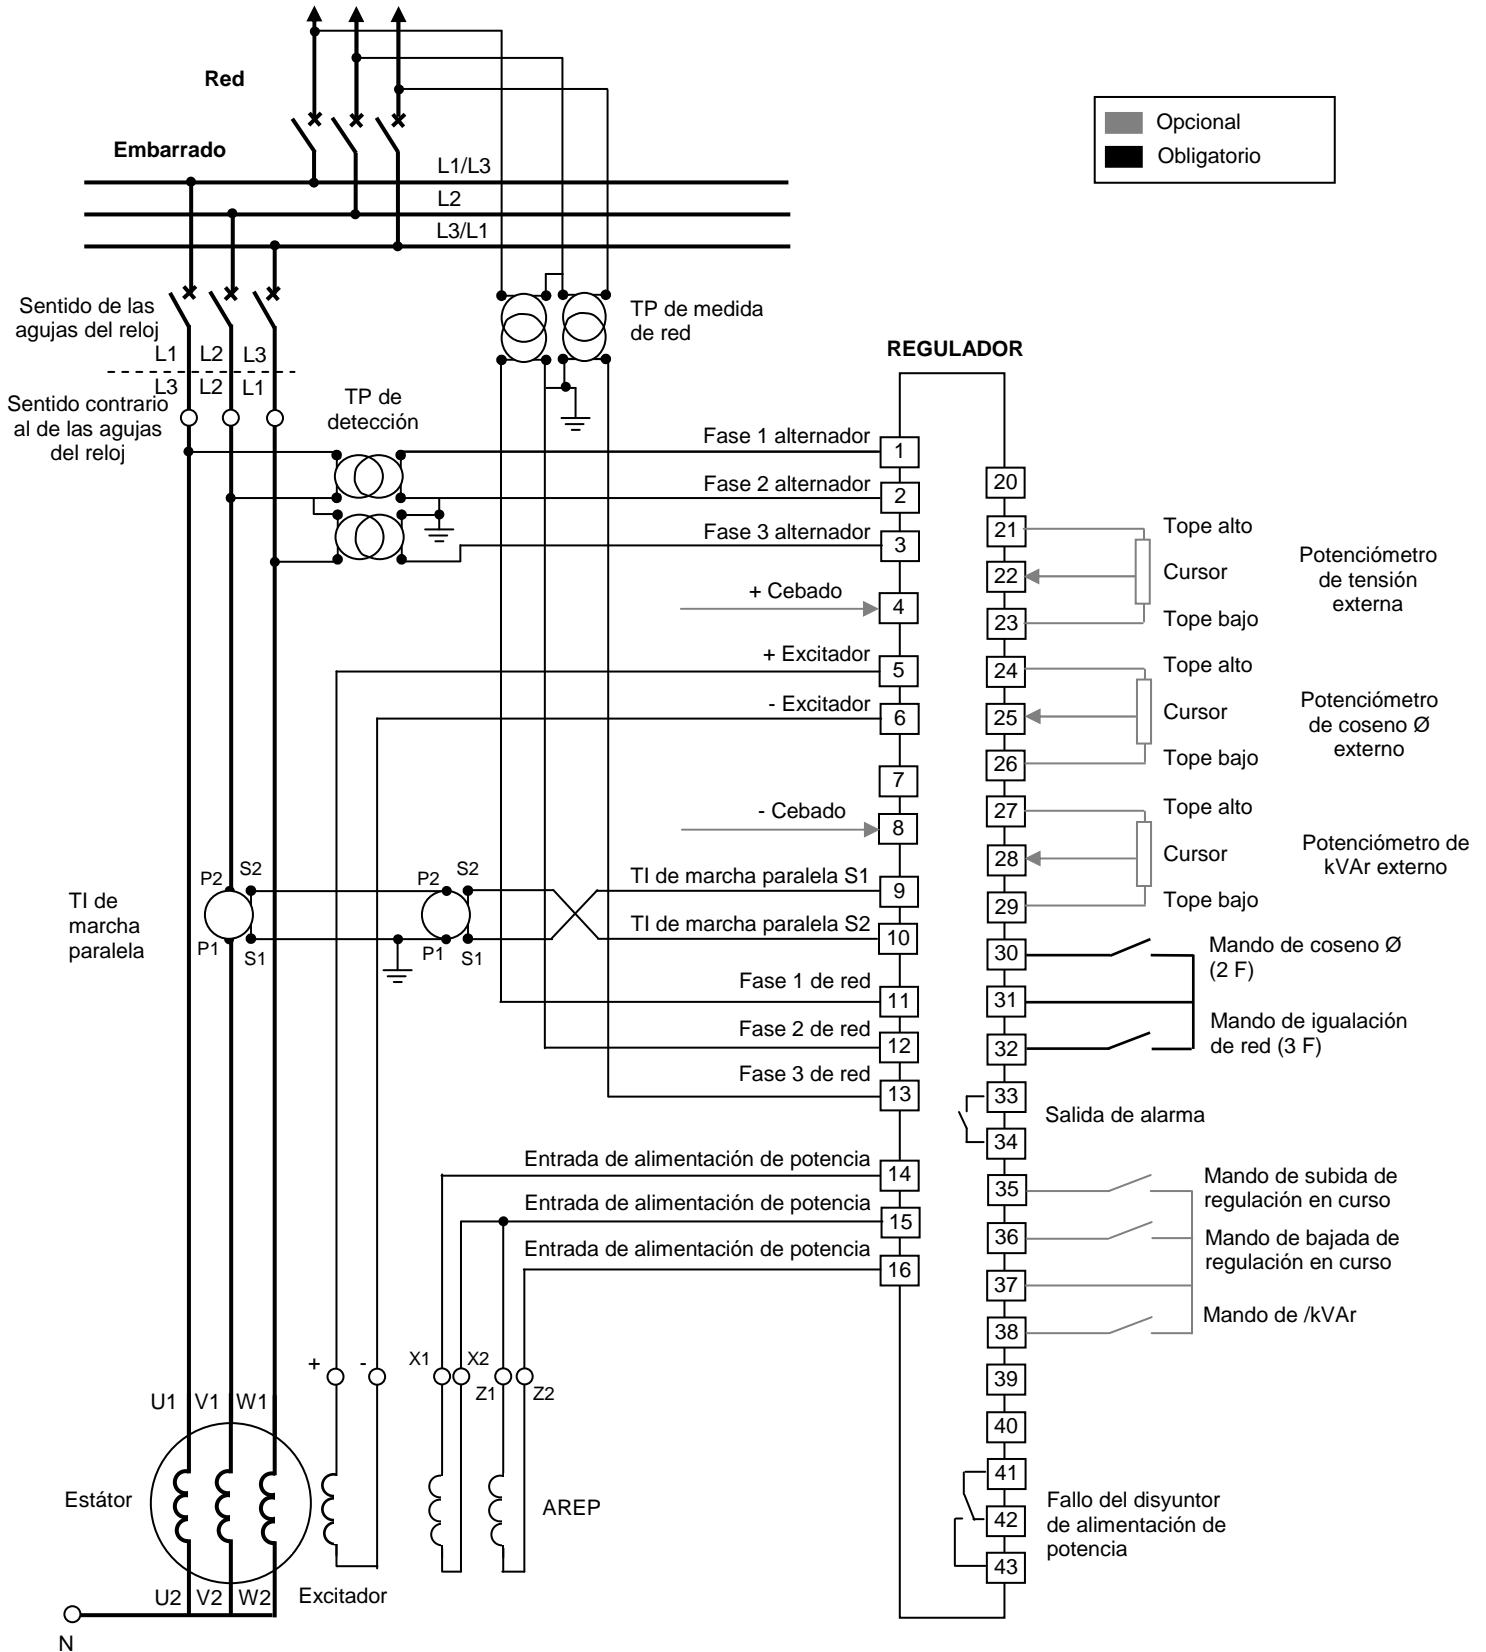 Red
Opcional
Obligatorio
Embarrado
L1/L3
L2
L3/L1
Sentido de las
agujas del reloj
L1 L2 L3
L3 L2 L1
Sentido contrario
al de las agujas
del reloj
TP de medida
de red
TP de
detección
REGULADOR
Fase 1 alternador
1
Fase 2 alternador
2
Fase 3 alternador
3
+ Cebado
4
+ Excitador
5
- Excitador
6
7
- Cebado
8
TI de
marcha
paralela
P2
S2
P1
S1
P2
S2
P1
S1
TI de marcha paralela S1
9
TI de marcha paralela S2
10
Fase 1 de red
11
Fase 2 de red
12
Fase 3 de red
13
Entrada de alimentación de potencia
14
Entrada de alimentación de potencia
15
Entrada de alimentación de potencia
16
20
21
Tope alto
22
Cursor
23
Tope bajo
Potenciómetro
de tensión
externa
24
Tope alto
25
Cursor
26
Tope bajo
Potenciómetro
de coseno Ø
externo
27
Tope alto
28
Cursor
29
Tope bajo
Potenciómetro de
kVAr externo
30
Mando de coseno Ø
(2 F)
31
32
Mando de igualación
de red (3 F)
33
34
Salida de alarma
35
Mando de subida de
regulación en curso
36
Mando de bajada de
regulación en curso
37
38
Mando de /kVAr
39
40
41
42
43
Fallo del disyuntor
de alimentación de
potencia
+ -
X1 X2
Z1 Z2
U1 V1 W1
Estátor
AREP
U2 V2 W2
Excitador
N